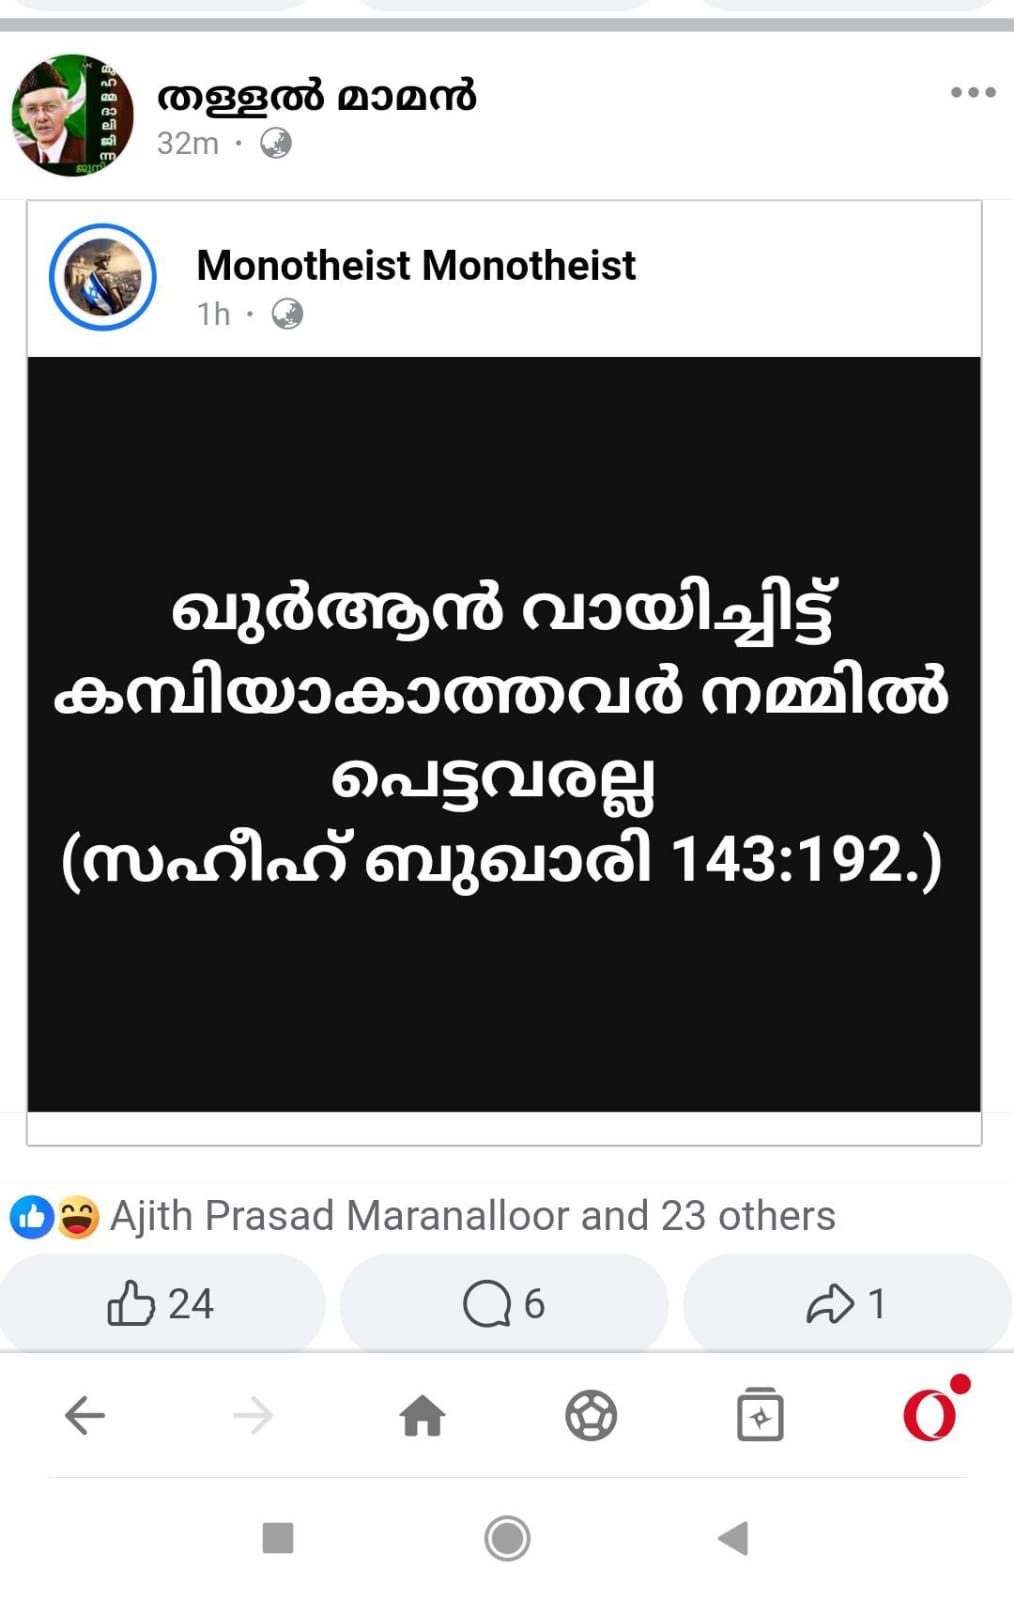 തള്ളൽ മാമൻ
32m ·
Monotheist Monotheist
1h ·
ഖുർആൻ വായിച്ചിട്ട്
കമ്പിയാകാത്തവർ നമ്മിൽ
പെട്ടവരല്ല
(സഹീഹ് ബുഖാരി 143:192.)
Ajith Prasad Maranalloor and 23 others
24
6
1